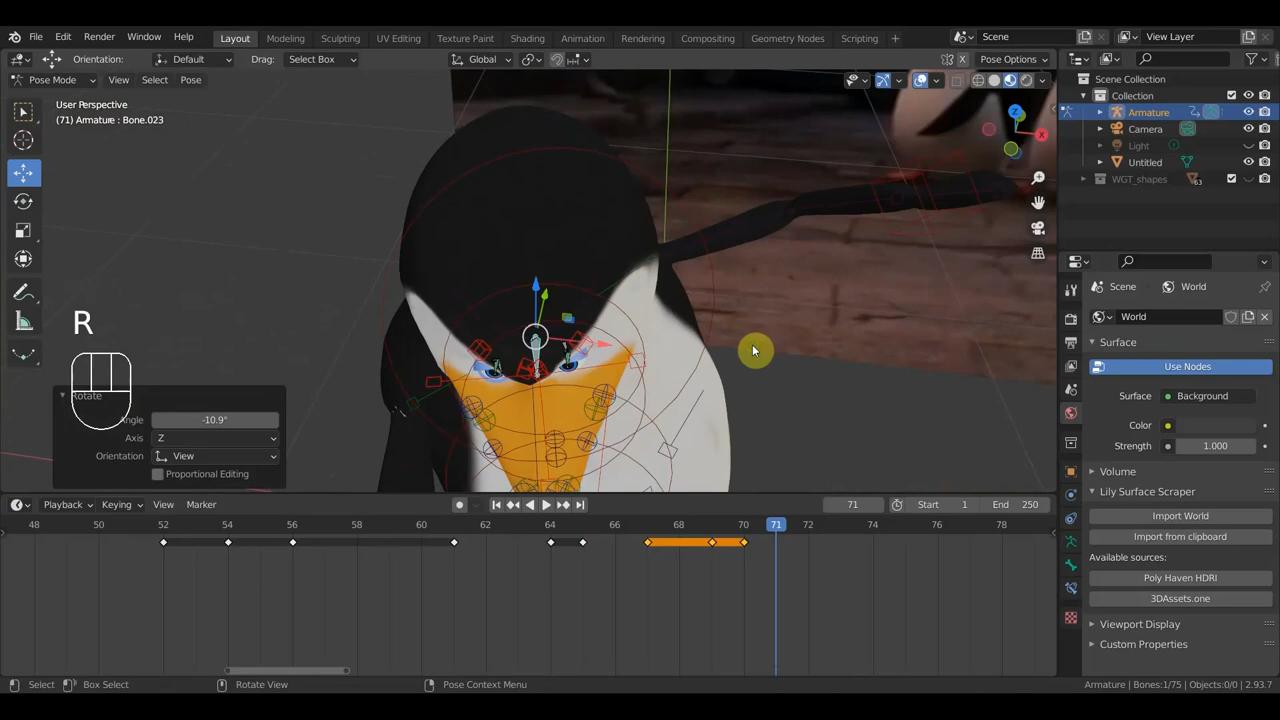 File Edit Render Window Help Layout Modeling Sculpting UV Editing Texture Paint Shading Animation Rendering Compositing Geometry Nodes Scripting + Scene View Layer
Orientation: Default Drag: Select Box Global Pose Options
Pose Mode View Select Pose
User Perspective
(71) Armature : Bone.023
Z
X
Scene Collection
Collection
Armature
Camera
Light
Untitled
WGT_shapes 63
Scene World
World
Surface
Use Nodes
Surface Background
Color
Strength 1.000
Volume
Lily Surface Scraper
Import World
Import from clipboard
Available sources:
Poly Haven HDRI
3DAssets.one
Viewport Display
Custom Properties
R
Rotate
Angle -10.9°
Axis Z
Orientation View
Proportional Editing
Playback Keying View Marker 71 Start 1 End 250
48 50 52 54 56 58 60 62 64 66 68 70 71 72 74 76 78
Select Box Select Rotate View Pose Context Menu Armature | Bones:1/75 | Objects:0/0 | 2.93.7